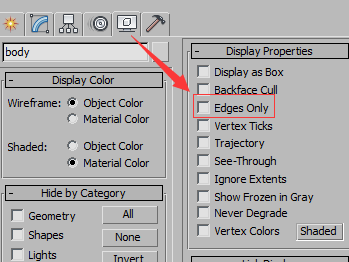 body
Display Color
Wireframe: Object Color
Material Color
Shaded: Object Color
Material Color
Hide by Category
Geometry
Shapes
Lights
All
None
Invert
Display Properties
Display as Box
Backface Cull
Edges Only
Vertex Ticks
Trajectory
See-Through
Ignore Extents
Show Frozen in Gray
Never Degrade
Vertex Colors Shaded